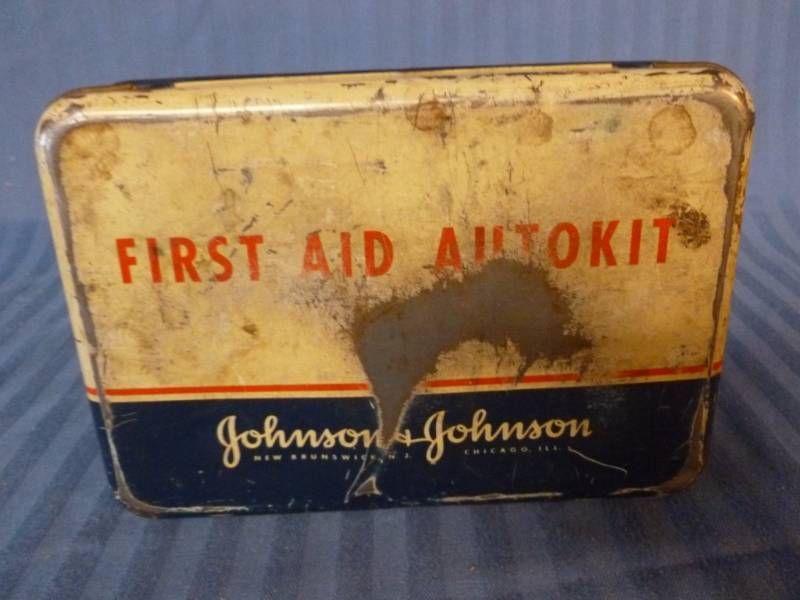 FIRST AID AUTOKIT
Johnson & Johnson
NEW BRUNSWICK, N.J. CHICAGO, ILL.